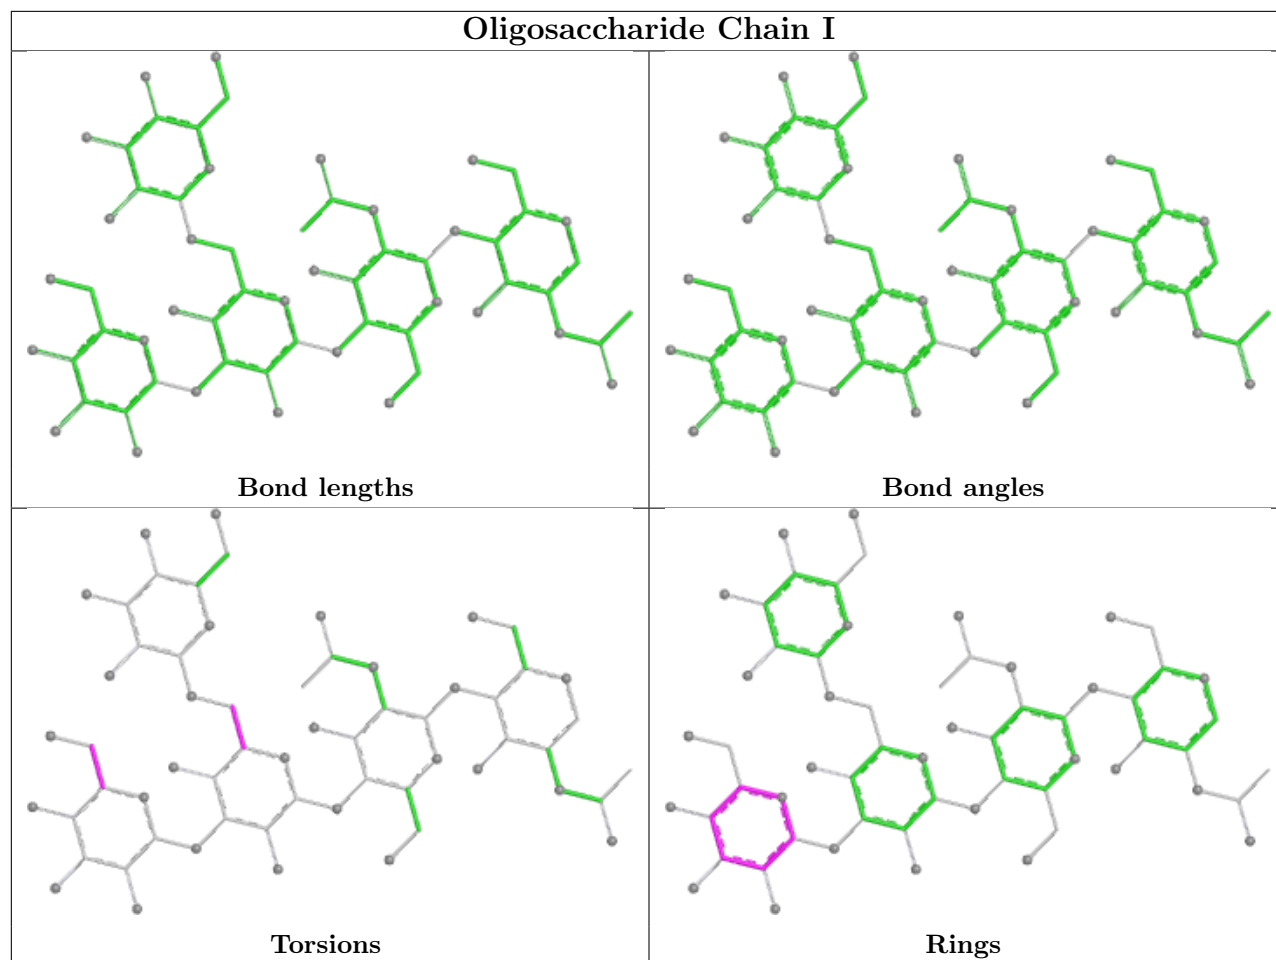 Oligosaccharide Chain I
Bond lengths
Bond angles
Torsions
Rings